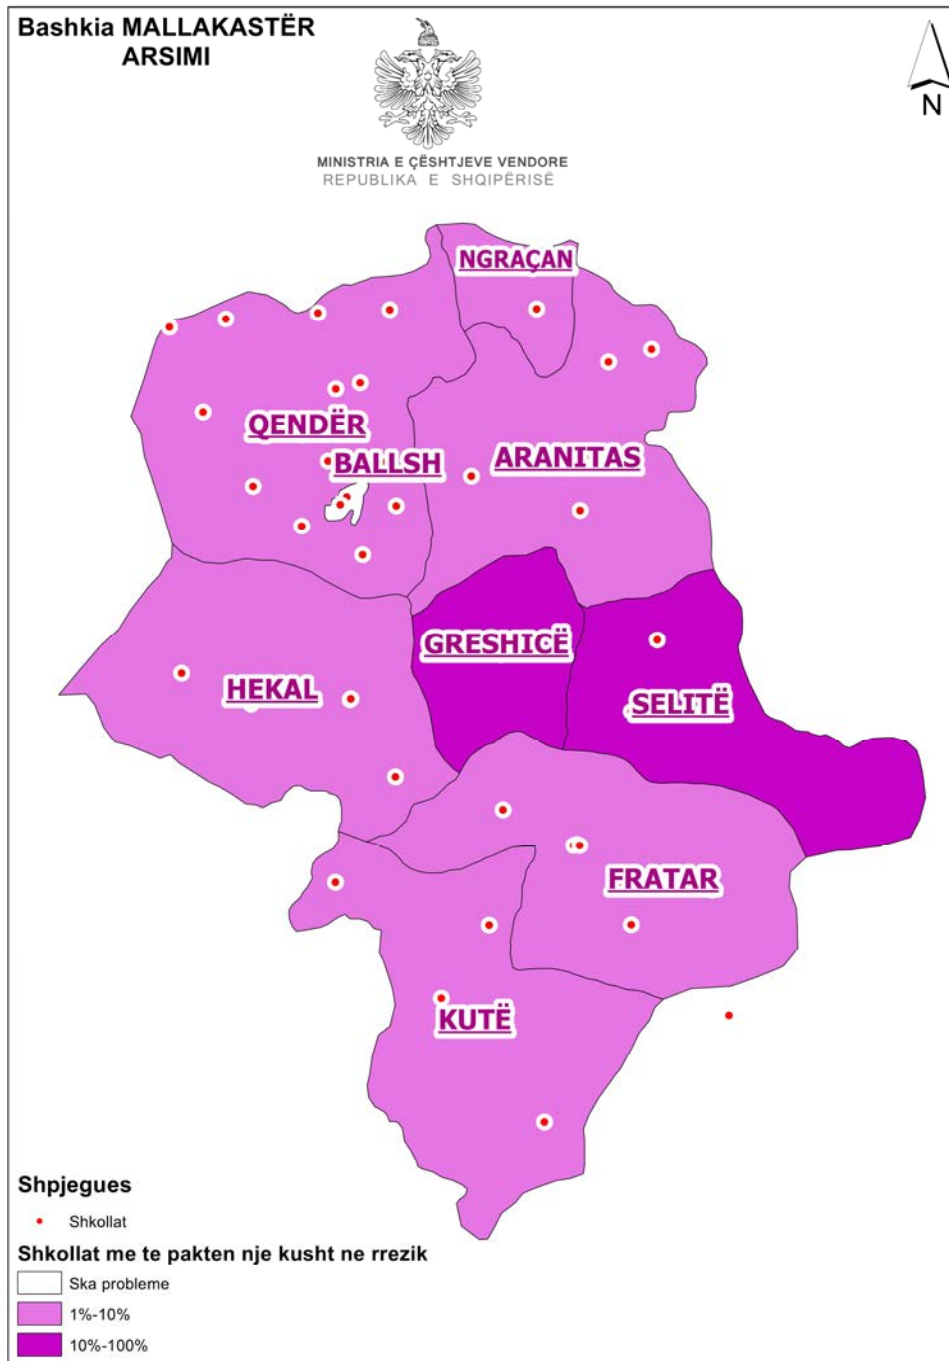 Bashkia MALLAKASTËR
ARSIMI
N
MINISTRIA E ÇËSHTJEVE VENDORE
REPUBLIKA E SHQIPËRISË
NGRAÇAN
QENDËR
BALLSH
ARANITAS
GRESHICË
HEKAL
SELITË
FRATAR
KUTË
Shpjegues
Shkollat
Shkollat me te pakten nje kusht ne rrezik
Ska probleme
1%-10%
10%-100%